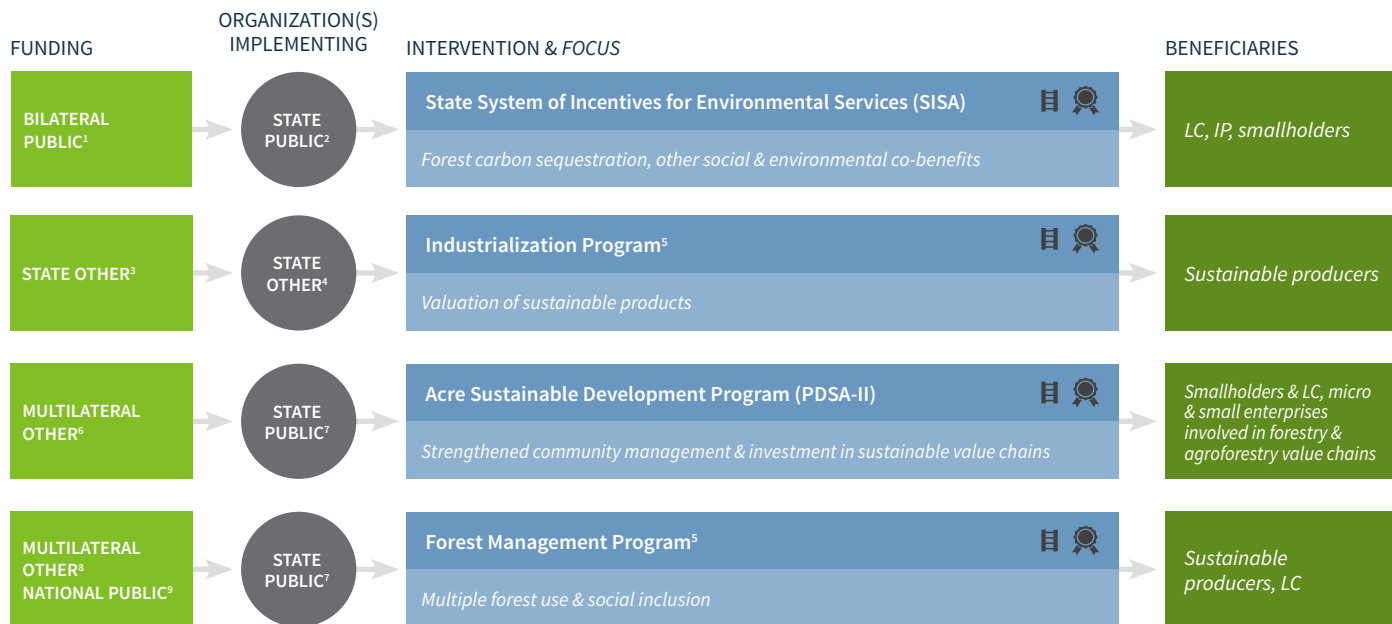 FUNDING
ORGANIZATION(S)
IMPLEMENTING
INTERVENTION & FOCUS
BENEFICIARIES
BILATERAL
PUBLIC¹
STATE
PUBLIC²
State System of Incentives for Environmental Services (SISA)
Forest carbon sequestration, other social & environmental co-benefits
LC, IP, smallholders
STATE OTHER³
STATE
OTHER⁴
Industrialization Program⁵
Valuation of sustainable products
Sustainable producers
MULTILATERAL
OTHER⁶
STATE
PUBLIC⁷
Acre Sustainable Development Program (PDSA-II)
Strengthened community management & investment in sustainable value chains
Smallholders & LC, micro
& small enterprises
involved in forestry &
agroforestry value chains
MULTILATERAL
OTHER⁸
NATIONAL PUBLIC⁹
STATE
PUBLIC⁷
Forest Management Program⁵
Multiple forest use & social inclusion
Sustainable
producers, LC